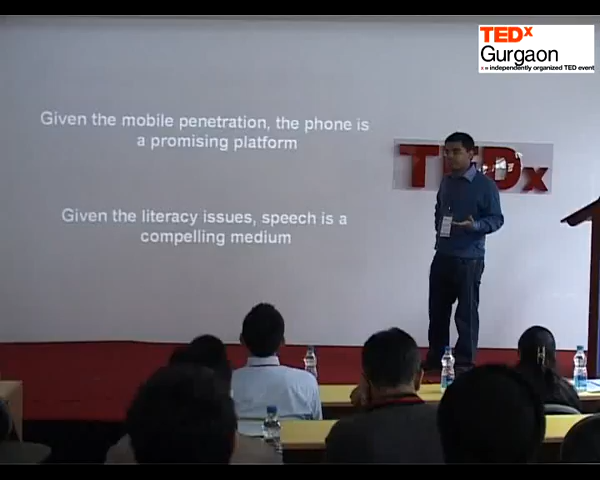 TEDx
Gurgaon
x = independently organized TED event
Given the mobile penetration, the phone is
a promising platform
TEDx
Given the literacy issues, speech is a
compelling medium